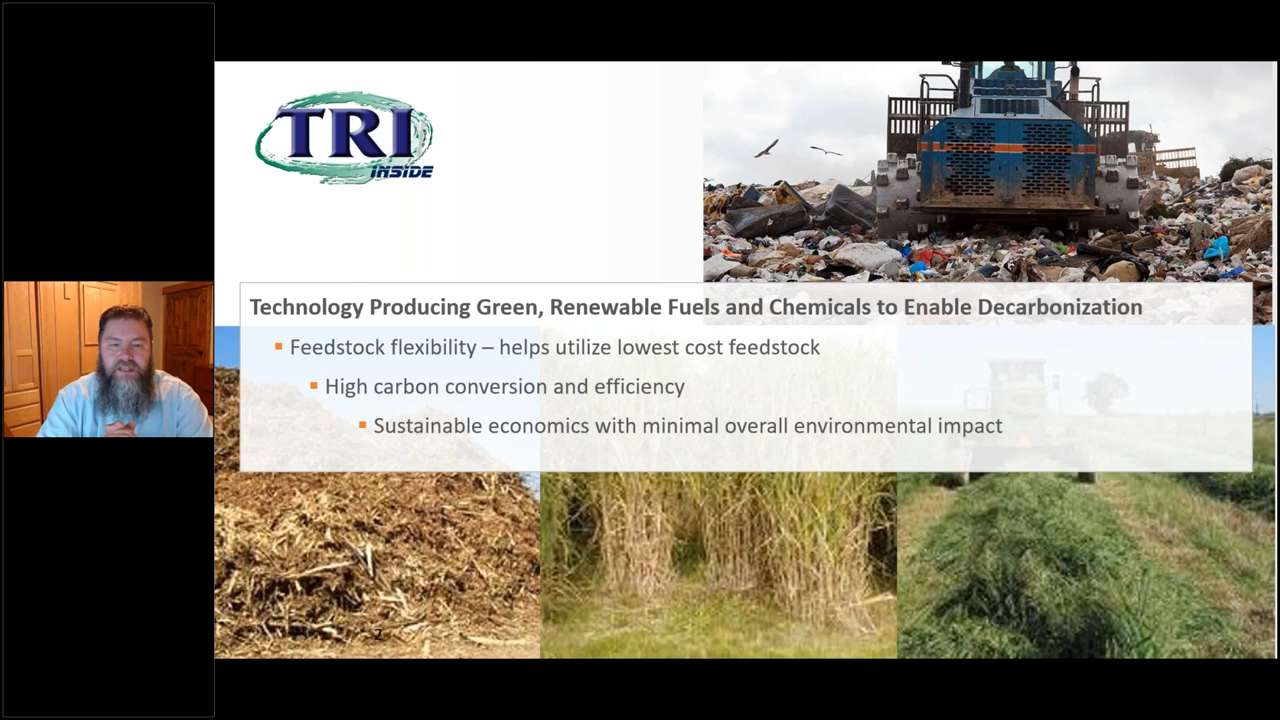 TRI
INSIDE
Technology Producing Green, Renewable Fuels and Chemicals to Enable Decarbonization
Feedstock flexibility – helps utilize lowest cost feedstock
High carbon conversion and efficiency
Sustainable economics with minimal overall environmental impact
2